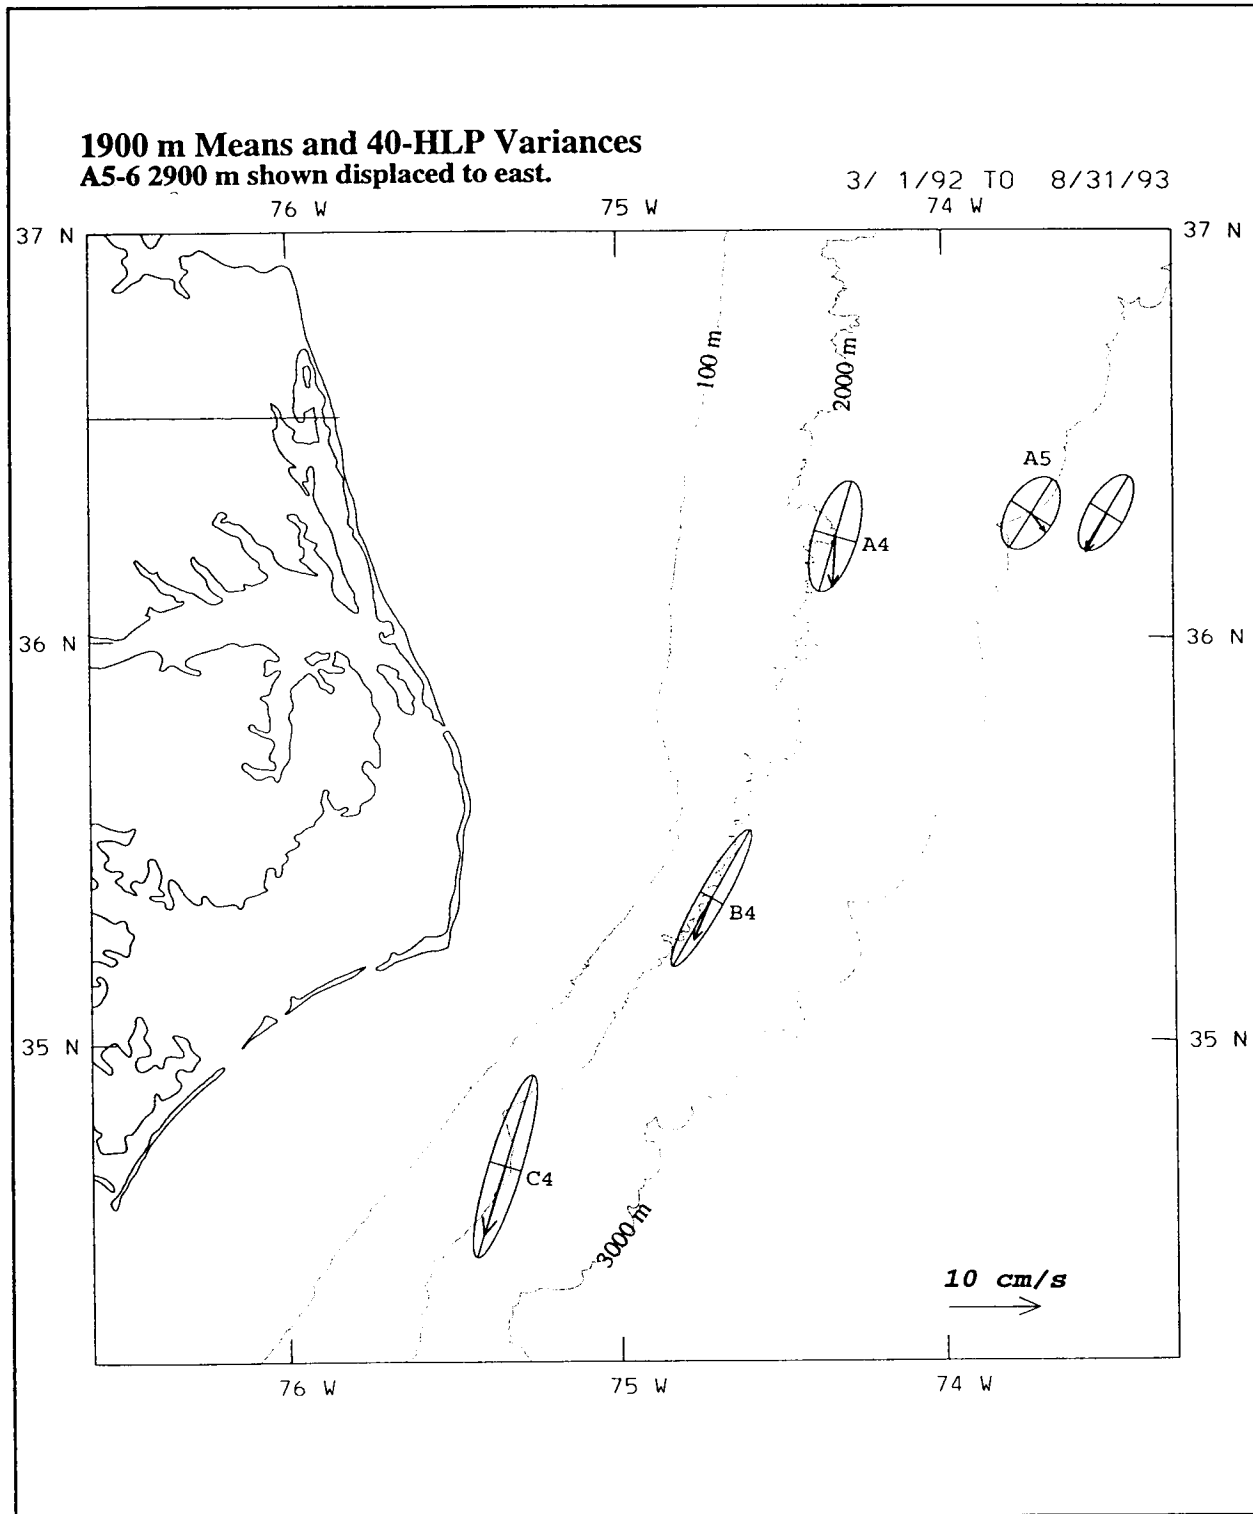 1900 m Means and 40-HLP Variances
A5-6 2900 m shown displaced to east.
3/ 1/92 TO 8/31/93
76 W 75 W 74 W
37 N 37 N
100 m
2000 m
A5
A4
36 N 36 N
B4
35 N 35 N
C4
3000 m
10 cm/s
76 W 75 W 74 W